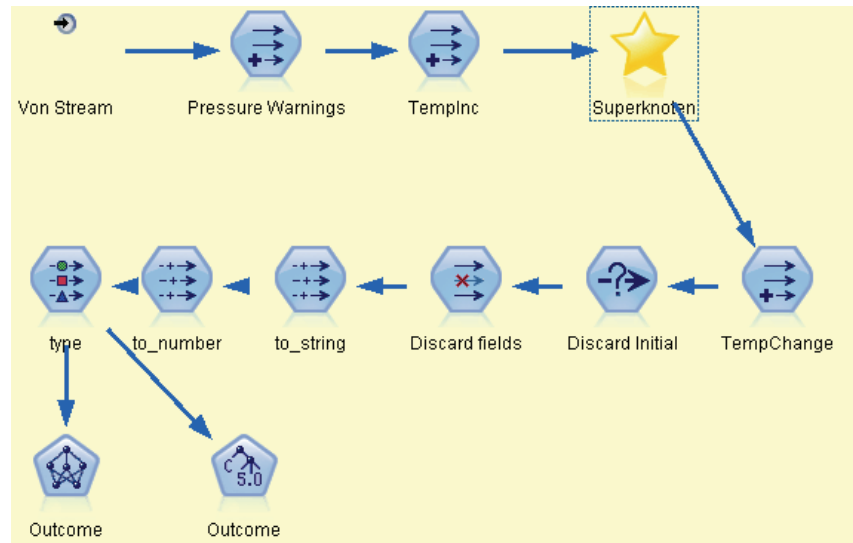 Von Stream
Pressure Warnings
TempInc
Superknoten
type
to_number
to_string
Discard fields
Discard Initial
TempChange
C 5.0
Outcome
Outcome